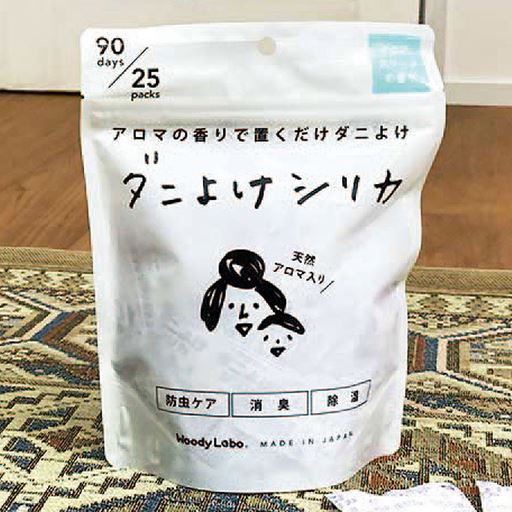 90
days
25
packs
アロマの香りで置くだけダニよけ
ダニよけシリカ
天然
アロマ入り
防虫ケア 消臭 除湿
WoodyLabo. MADE IN JAPAN